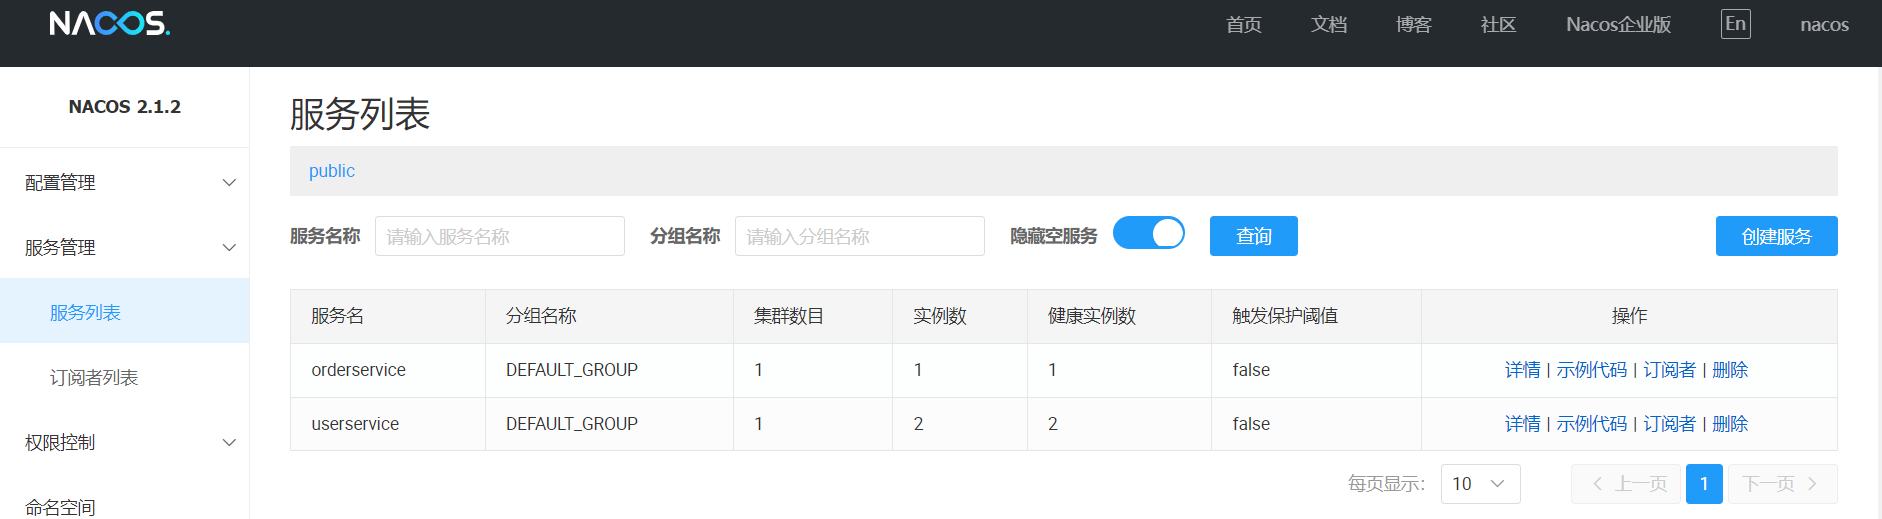 NACOS. 首页 文档 博客 社区 Nacos企业版 En nacos
NACOS 2.1.2
配置管理
服务管理
服务列表
订阅者列表
权限控制
命名空间
服务列表
public
服务名称 请输入服务名称 分组名称 请输入分组名称 隐藏空服务 查询 创建服务
服务名 分组名称 集群数目 实例数 健康实例数 触发保护阈值 操作
orderservice DEFAULT_GROUP 1 1 1 false 详情 | 示例代码 | 订阅者 | 删除
userservice DEFAULT_GROUP 1 2 2 false 详情 | 示例代码 | 订阅者 | 删除
每页显示: 10 上一页 1 下一页